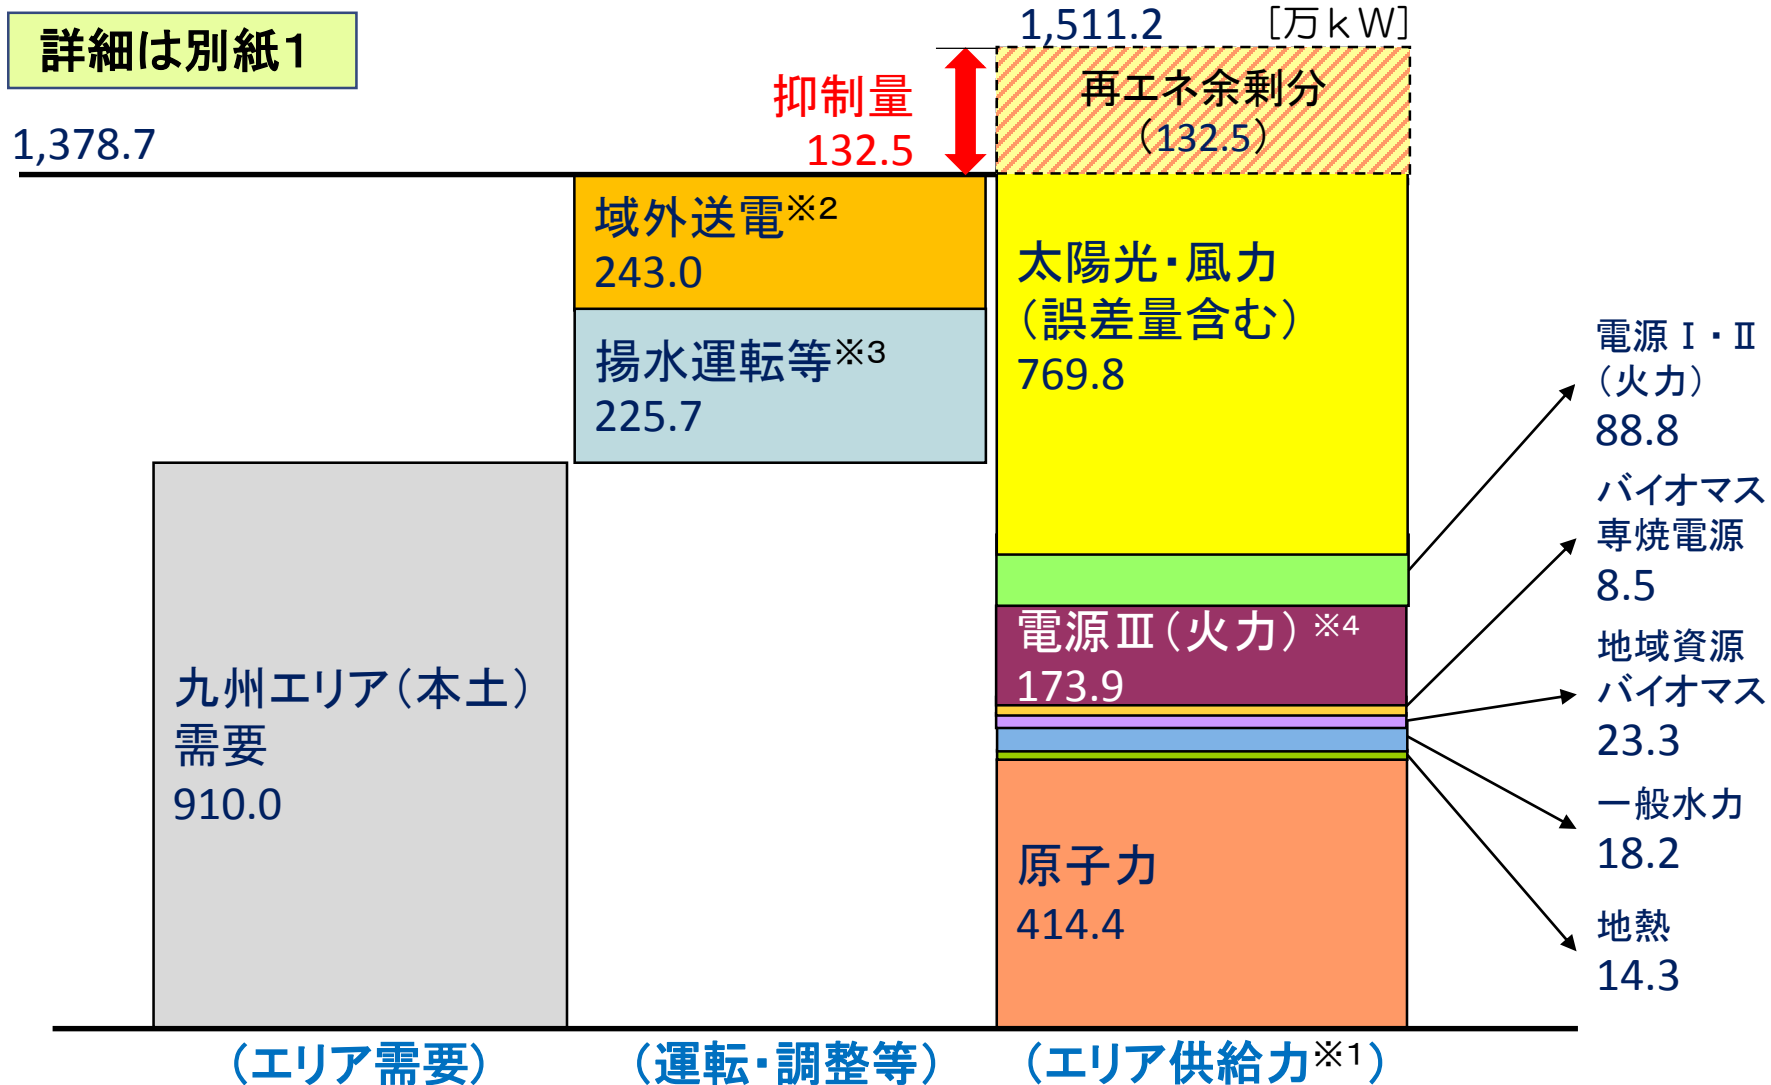 詳細は別紙1
1,511.2
[万kW]
抑制量
132.5
再エネ余剰分
（132.5）
1,378.7
域外送電※2
243.0
揚水運転等※3
225.7
太陽光・風力
（誤差量含む）
769.8
電源Ⅲ（火力）※4
173.9
九州エリア（本土）
需要
910.0
原子力
414.4
電源Ⅰ・Ⅱ
（火力）
88.8
バイオマス
専焼電源
8.5
地域資源
バイオマス
23.3
一般水力
18.2
地熱
14.3
（エリア需要）
（運転・調整等）
（エリア供給力※1）